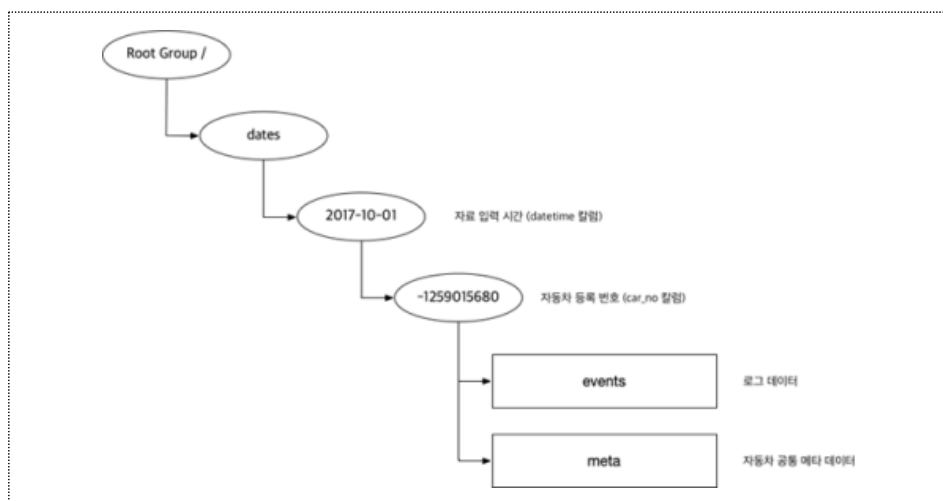 Root Group /
dates
2017-10-01 자료 입력 시간 (datetime 칼럼)
-1259015680 자동차 등록 번호 (car_no 칼럼)
events 로그 데이터
meta 자동차 공통 메타 데이터